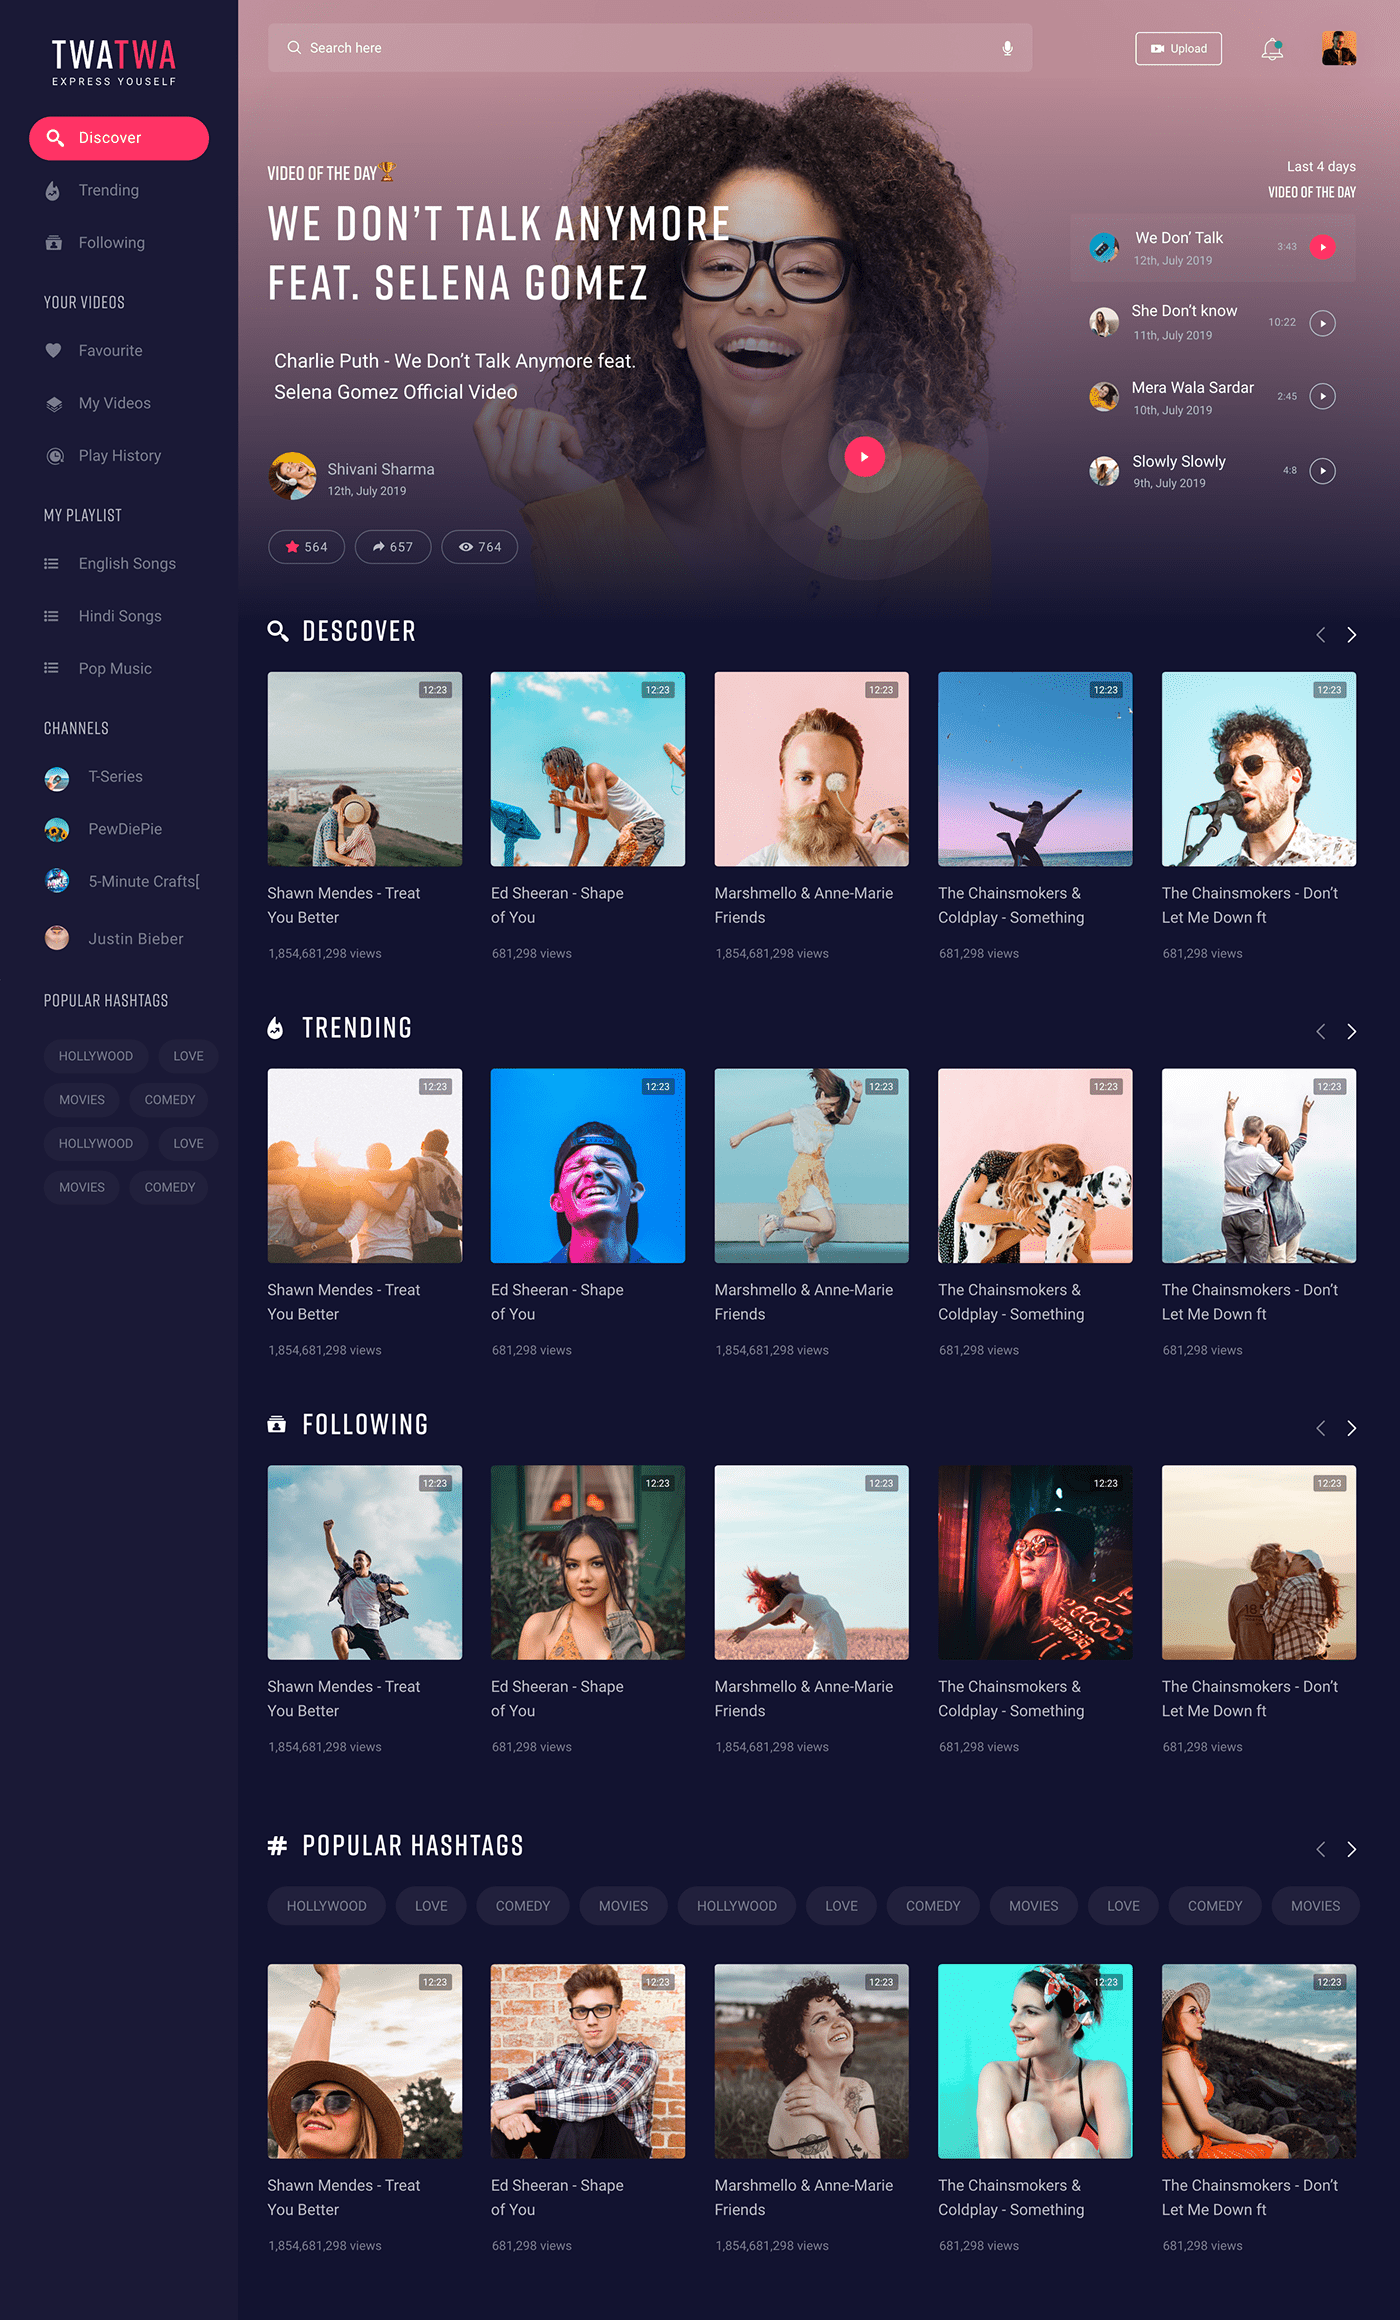 TWATWA
EXPRESS YOUSELF
Discover
Trending
Following
YOUR VIDEOS
Favourite
My Videos
Play History
MY PLAYLIST
English Songs
Hindi Songs
Pop Music
CHANNELS
T-Series
PewDiePie
5-Minute Crafts[
Justin Bieber
POPULAR HASHTAGS
HOLLYWOOD LOVE
MOVIES COMEDY
HOLLYWOOD LOVE
MOVIES COMEDY
Search here
Upload
VIDEO OF THE DAY🏆
WE DON'T TALK ANYMORE
FEAT. SELENA GOMEZ
Charlie Puth - We Don't Talk Anymore feat.
Selena Gomez Official Video
Shivani Sharma
12th, July 2019
564 657 764
Last 4 days
VIDEO OF THE DAY
We Don' Talk
12th, July 2019
3:43
She Don't know
11th, July 2019
10:22
Mera Wala Sardar
10th, July 2019
2:45
Slowly Slowly
9th, July 2019
4:8
DESCOVER
12:23
Shawn Mendes - Treat
You Better
1,854,681,298 views
12:23
Ed Sheeran - Shape
of You
681,298 views
12:23
Marshmello & Anne-Marie
Friends
1,854,681,298 views
12:23
The Chainsmokers &
Coldplay - Something
681,298 views
12:23
The Chainsmokers - Don't
Let Me Down ft
681,298 views
TRENDING
12:23
Shawn Mendes - Treat
You Better
1,854,681,298 views
12:23
Ed Sheeran - Shape
of You
681,298 views
12:23
Marshmello & Anne-Marie
Friends
1,854,681,298 views
12:23
The Chainsmokers &
Coldplay - Something
681,298 views
12:23
The Chainsmokers - Don't
Let Me Down ft
681,298 views
FOLLOWING
12:23
Shawn Mendes - Treat
You Better
1,854,681,298 views
12:23
Ed Sheeran - Shape
of You
681,298 views
12:23
Marshmello & Anne-Marie
Friends
1,854,681,298 views
12:23
The Chainsmokers &
Coldplay - Something
681,298 views
12:23
The Chainsmokers - Don't
Let Me Down ft
681,298 views
# POPULAR HASHTAGS
HOLLYWOOD LOVE COMEDY MOVIES HOLLYWOOD LOVE COMEDY MOVIES LOVE COMEDY MOVIES
12:23
Shawn Mendes - Treat
You Better
1,854,681,298 views
12:23
Ed Sheeran - Shape
of You
681,298 views
12:23
Marshmello & Anne-Marie
Friends
1,854,681,298 views
12:23
The Chainsmokers &
Coldplay - Something
681,298 views
12:23
The Chainsmokers - Don't
Let Me Down ft
681,298 views